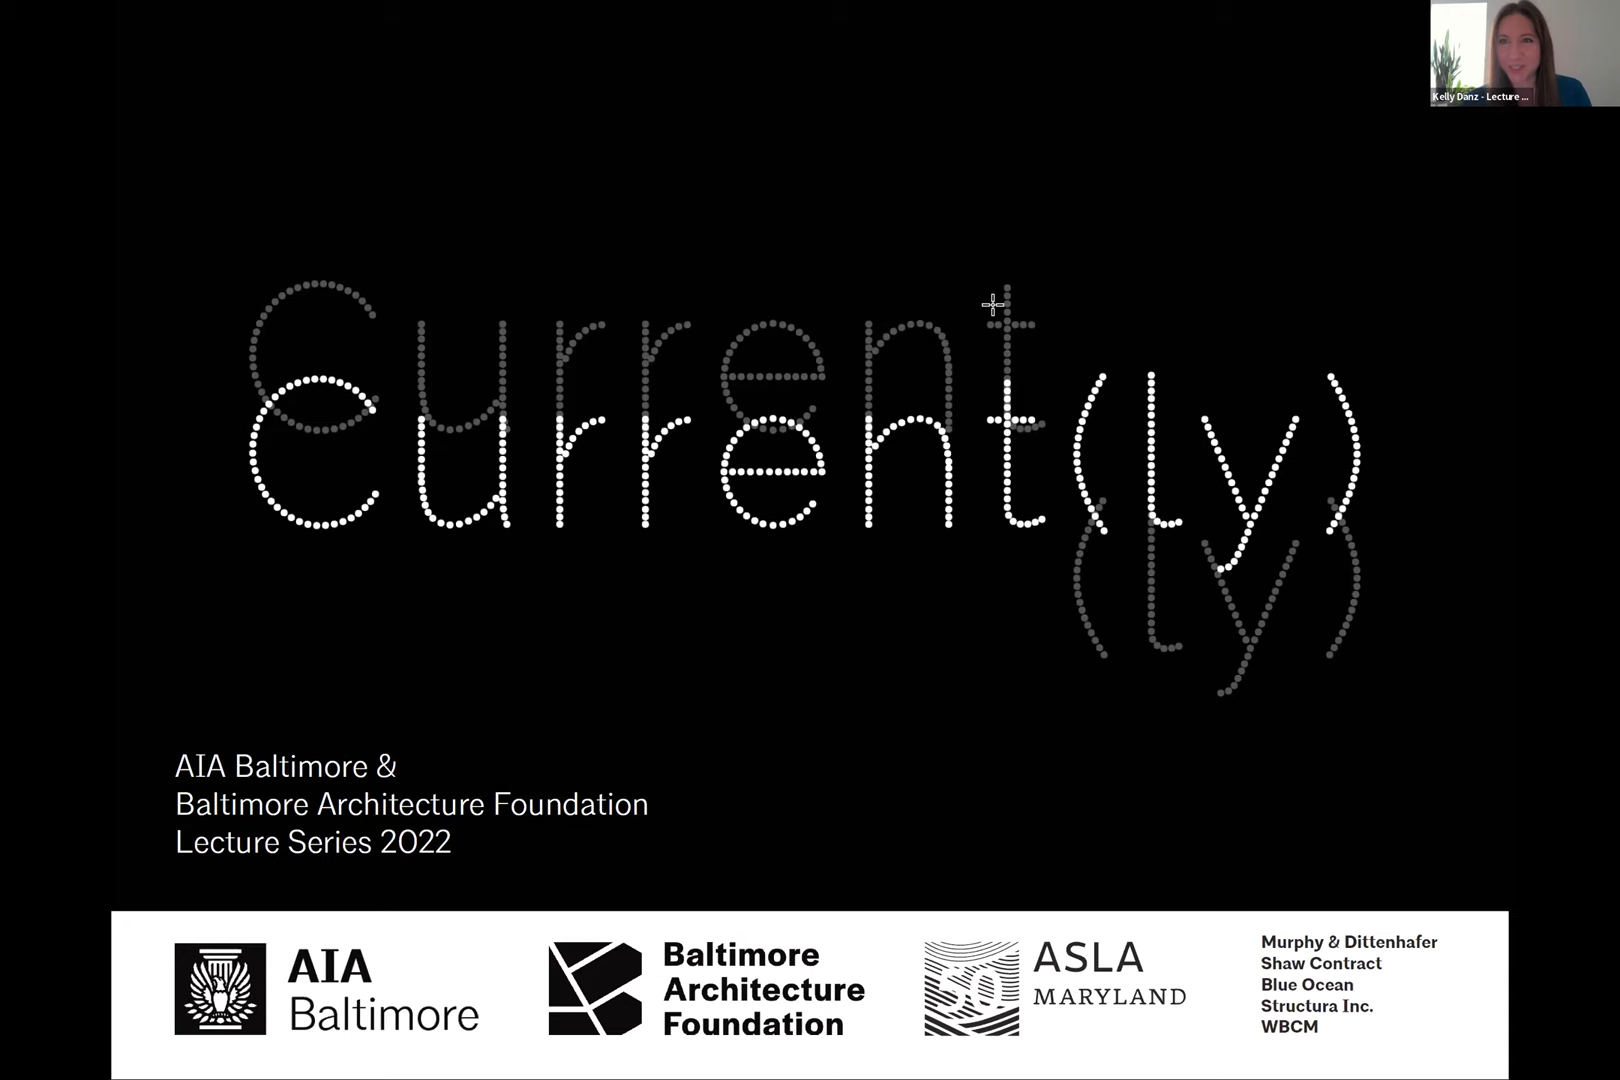 Kelly Danz - Lecture ...
Current(ly)
AIA Baltimore &
Baltimore Architecture Foundation
Lecture Series 2022
AIA
Baltimore
Baltimore
Architecture
Foundation
50
ASLA
MARYLAND
Murphy & Dittenhafer
Shaw Contract
Blue Ocean
Structura Inc.
WBCM